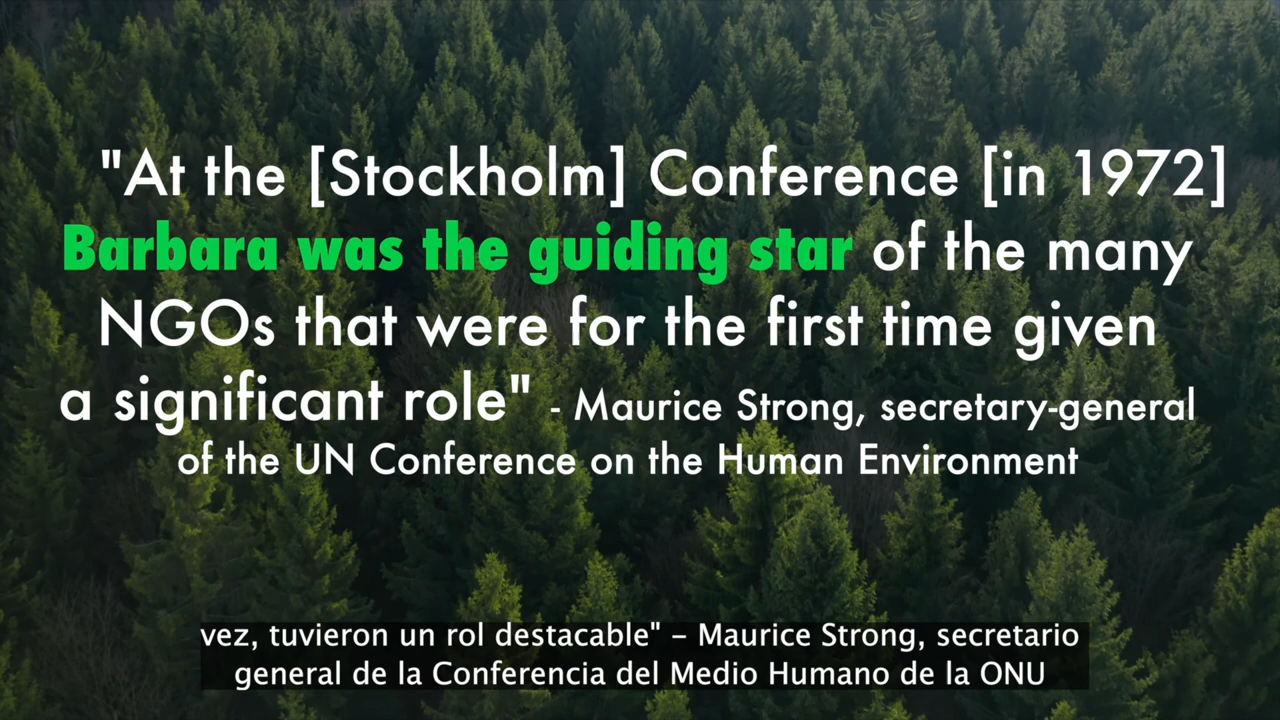 "At the [Stockholm] Conference [in 1972]
Barbara was the guiding star of the many
NGOs that were for the first time given
a significant role" - Maurice Strong, secretary-general
of the UN Conference on the Human Environment
vez, tuvieron un rol destacable" – Maurice Strong, secretario
general de la Conferencia del Medio Humano de la ONU